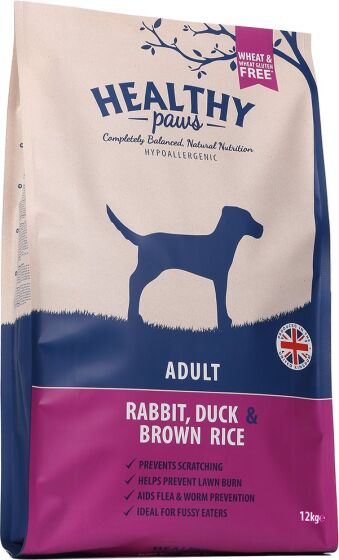 WHEAT &
WHEAT GLUTEN
FREE*
HEALTHY
paws
Completely Balanced, Natural Nutrition
HYPOALLERGENIC
ADULT
RABBIT, DUCK &
BROWN RICE
✓ PREVENTS SCRATCHING
✓ HELPS PREVENT LAWN BURN
✓ AIDS FLEA & WORM PREVENTION
✓ IDEAL FOR FUSSY EATERS
12kg℮